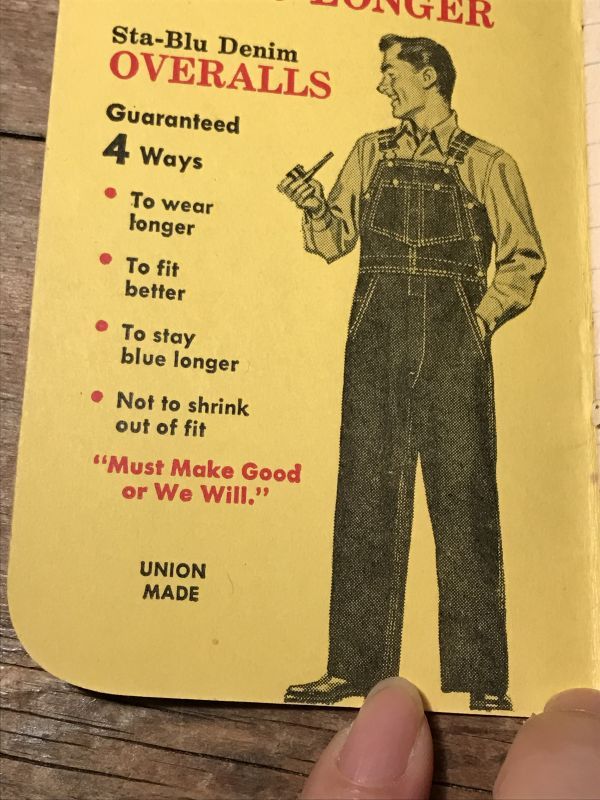 LONGER
Sta-Blu Denim
OVERALLS
Guaranteed
4 Ways
• To wear
longer
• To fit
better
• To stay
blue longer
• Not to shrink
out of fit
"Must Make Good
or We Will."
UNION
MADE